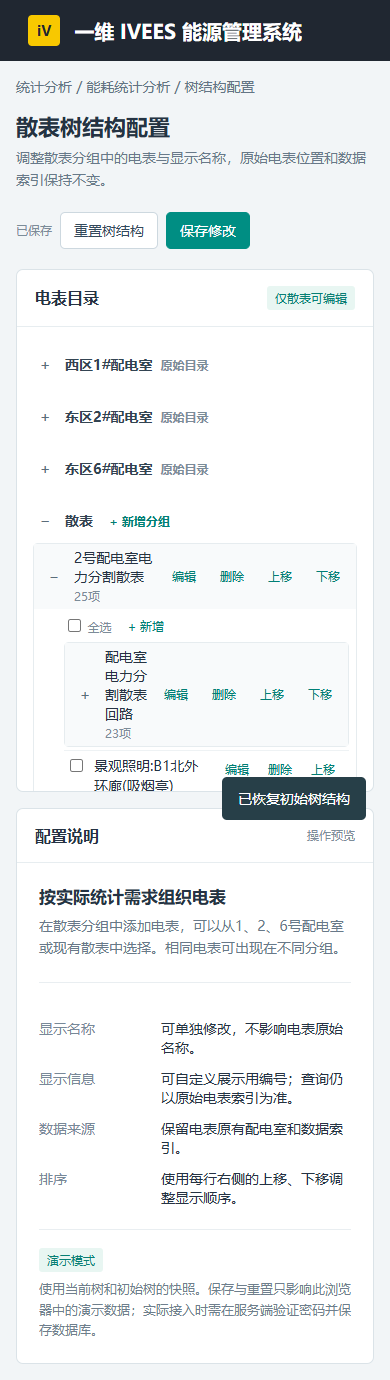 iV 一维 IVEES 能源管理系统
统计分析 / 能耗统计分析 / 树结构配置
散表树结构配置
调整散表分组中的电表与显示名称，原始电表位置和数据
索引保持不变。
已保存 重置树结构 保存修改
电表目录 仅散表可编辑
+ 西区1#配电室 原始目录
+ 东区2#配电室 原始目录
+ 东区6#配电室 原始目录
− 散表 + 新增分组
2号配电室电
− 力分割散表 编辑 删除 上移 下移
25项
全选 + 新增
配电室
电力分
+ 割散表 编辑 删除 上移 下移
回路
23项
景观照明:B1北外 编辑 删除 上移
环廊(吸烟亭)
已恢复初始树结构
配置说明 操作预览
按实际统计需求组织电表
在散表分组中添加电表，可以从1、2、6号配电室
或现有散表中选择。相同电表可出现在不同分组。
显示名称 可单独修改，不影响电表原始
名称。
显示信息 可自定义展示用编号；查询仍
以原始电表索引为准。
数据来源 保留电表原有配电室和数据索
引。
排序 使用每行右侧的上移、下移调
整显示顺序。
演示模式
使用当前树和初始树的快照。保存与重置只影响此浏览
器中的演示数据；实际接入时需在服务端验证密码并保
存数据库。